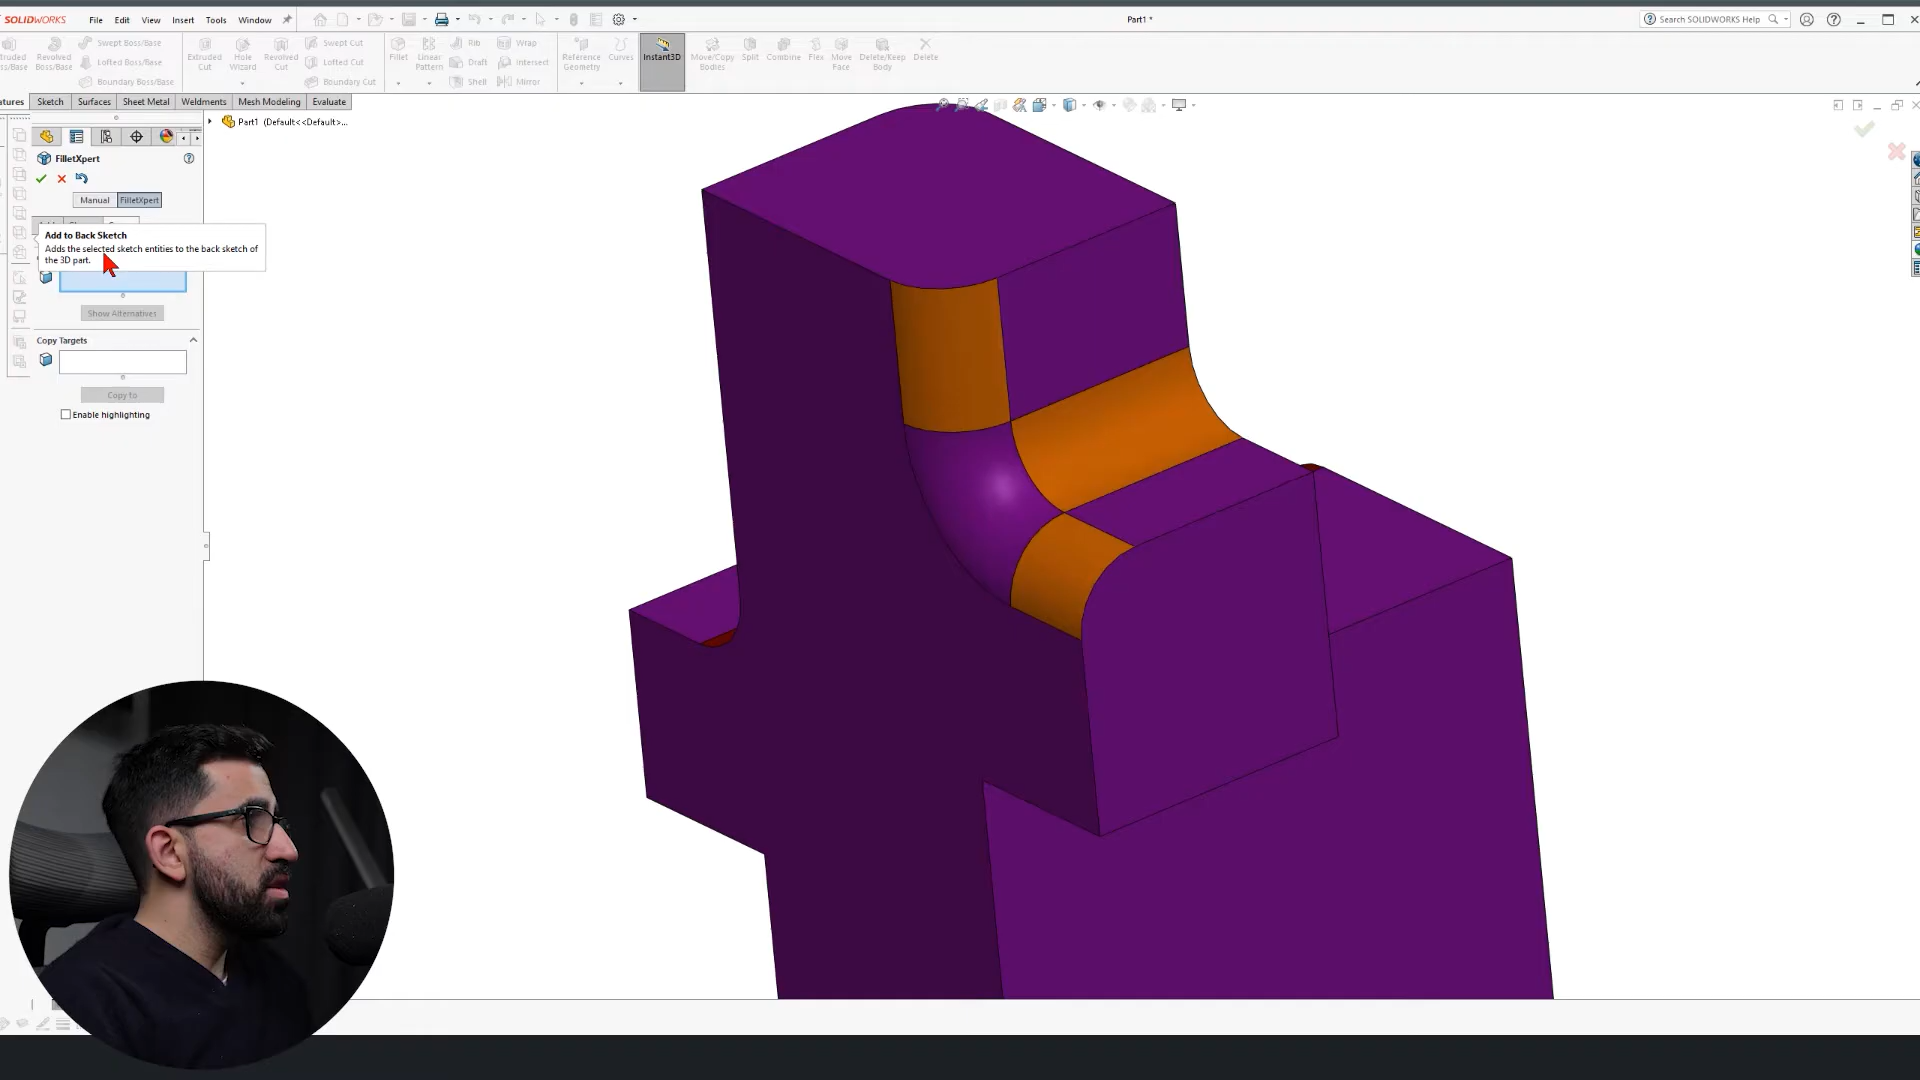 SOLIDWORKS File Edit View Insert Tools Window Part1 * Search SOLIDWORKS Help
Swept Boss/Base Swept Cut Rib Wrap
Revolved Boss/Base Lofted Boss/Base Extruded Cut Hole Wizard Revolved Cut Lofted Cut Fillet Linear Pattern Draft Intersect Reference Geometry Curves Instant3D Move/Copy Bodies Split Combine Flex Move Face Delete/Keep Body Delete
Boundary Boss/Base Boundary Cut Shell Mirror
Sketch Surfaces Sheet Metal Weldments Mesh Modeling Evaluate
Part1 (Default<<Default>...
FilletXpert
Manual FilletXpert
Add to Back Sketch
Adds the selected sketch entities to the back sketch of
the 3D part.
Show Alternatives
Copy Targets
Copy to
Enable highlighting